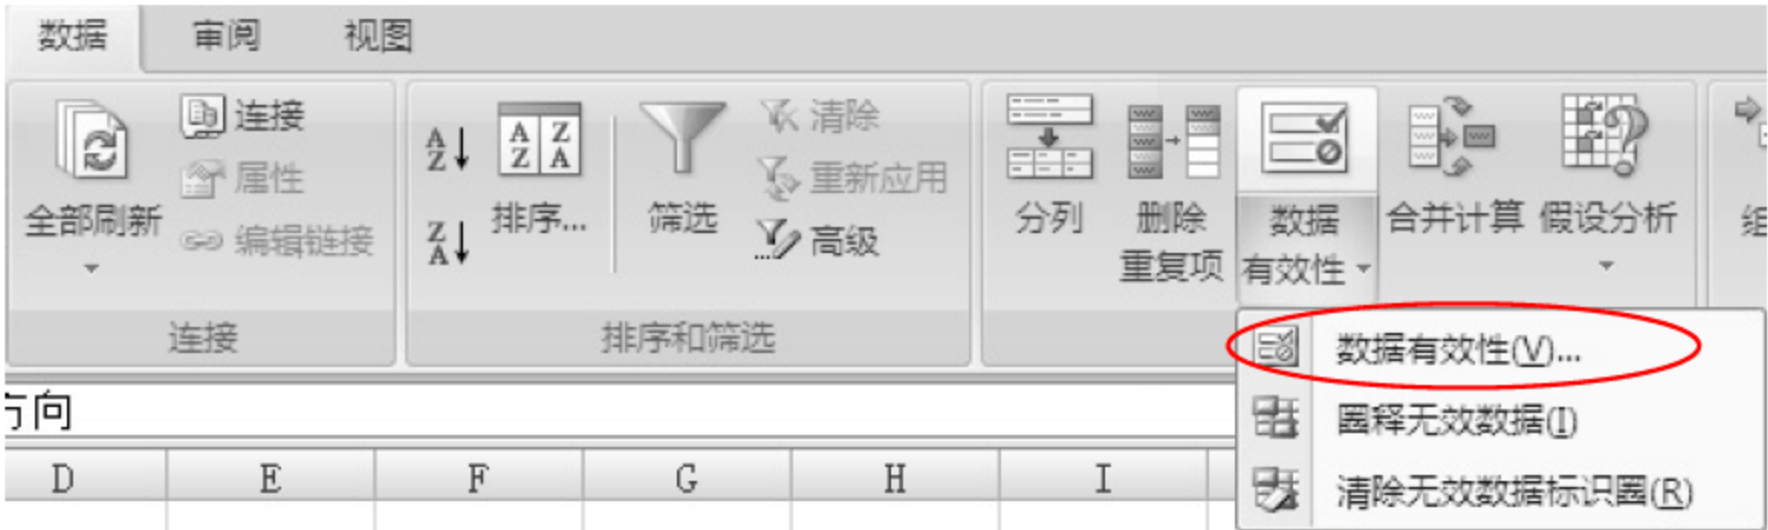 数据 审阅 视图
连接
属性
编辑链接
全部刷新
连接
A
Z
Z
A
A Z
Z A
排序...
筛选
清除
重新应用
高级
排序和筛选
分列
删除
重复项
数据
有效性
合并计算
假设分析
组
数据有效性(V)...
圈释无效数据(I)
清除无效数据标识圈(R)
方向
D E F G H I